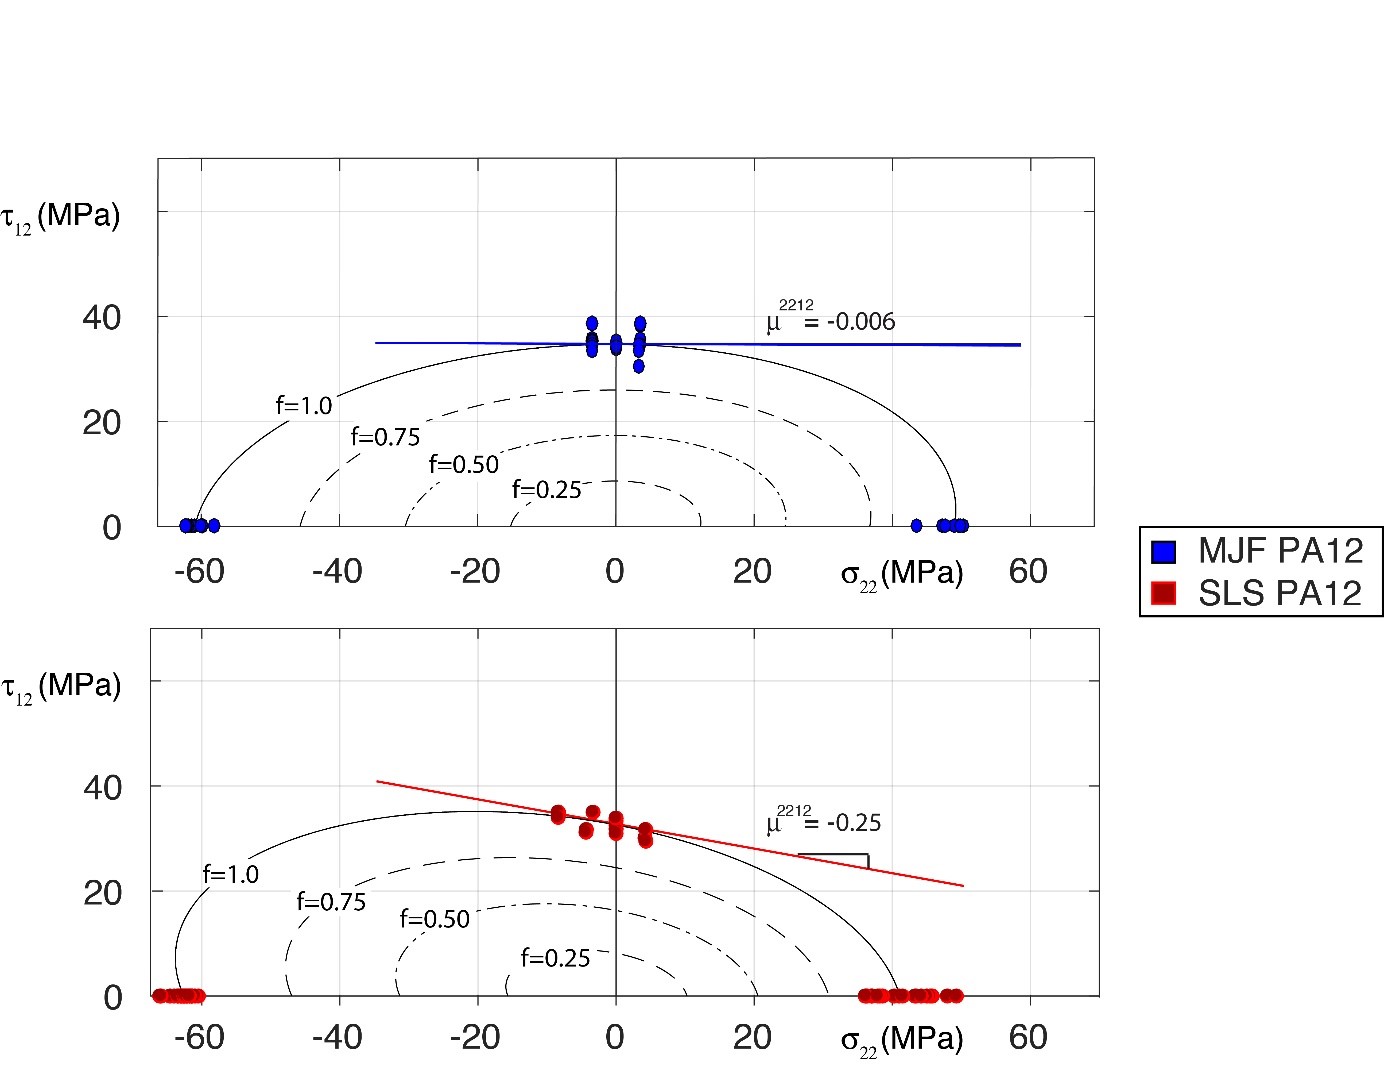 τ12 (MPa)
40
20
0
μ2212 = -0.006
f=1.0
f=0.75
f=0.50
f=0.25
-60 -40 -20 0 20 σ22 (MPa) 60
MJF PA12
SLS PA12
τ12 (MPa)
40
20
0
μ2212 = -0.25
f=1.0
f=0.75
f=0.50
f=0.25
-60 -40 -20 0 20 σ22 (MPa) 60